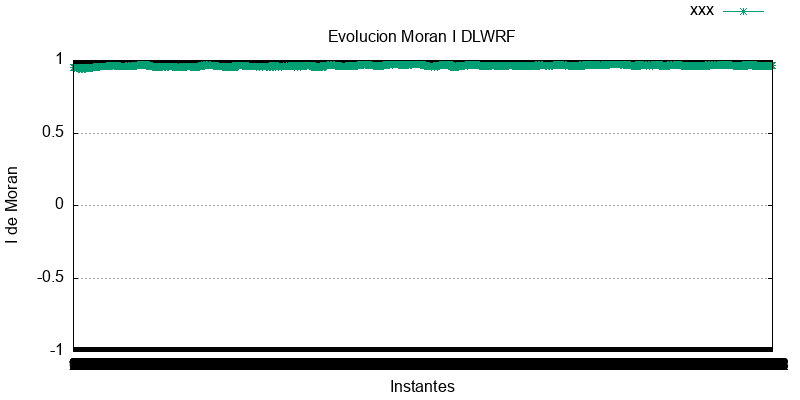 xxx
Evolucion Moran I DLWRF
1
0.5
0
-0.5
-1
I de Moran
Instantes